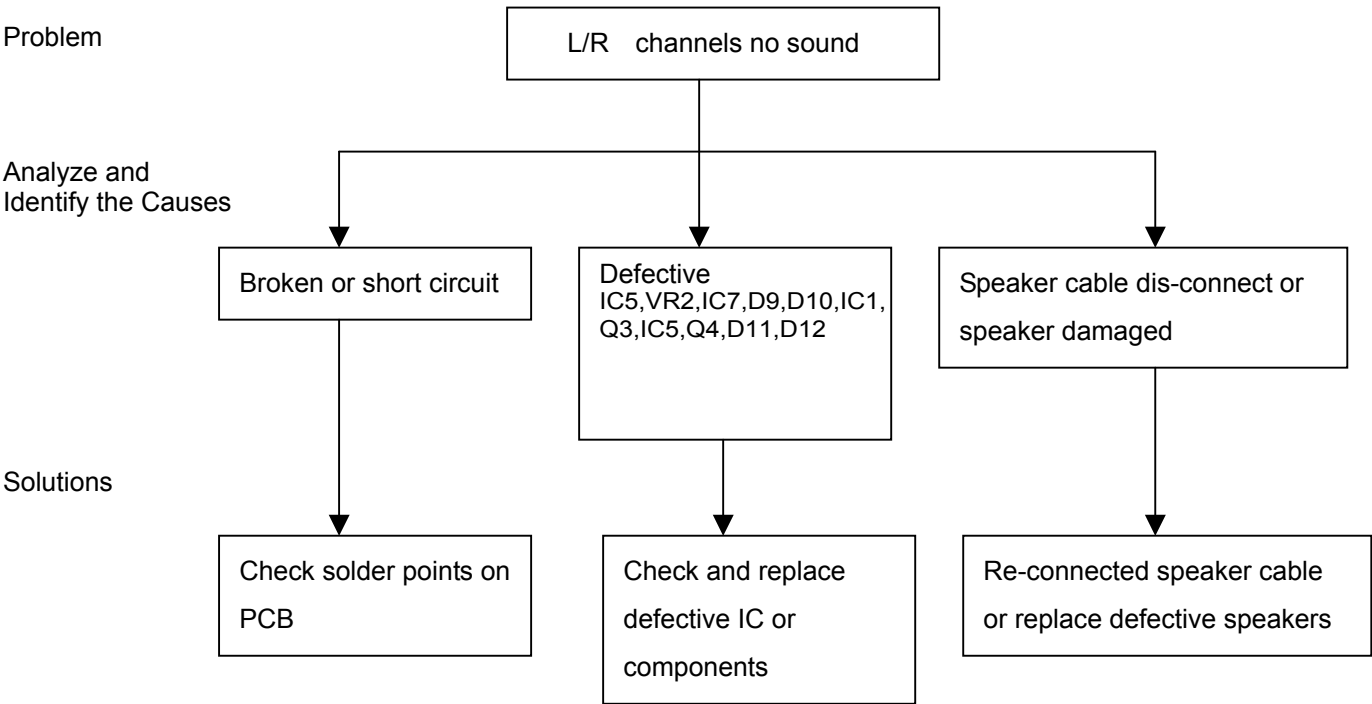 Problem
L/R channels no sound
Analyze and
Identify the Causes
Broken or short circuit
Defective
IC5,VR2,IC7,D9,D10,IC1,
Q3,IC5,Q4,D11,D12
Speaker cable dis-connect or
speaker damaged
Solutions
Check solder points on
PCB
Check and replace
defective IC or
components
Re-connected speaker cable
or replace defective speakers